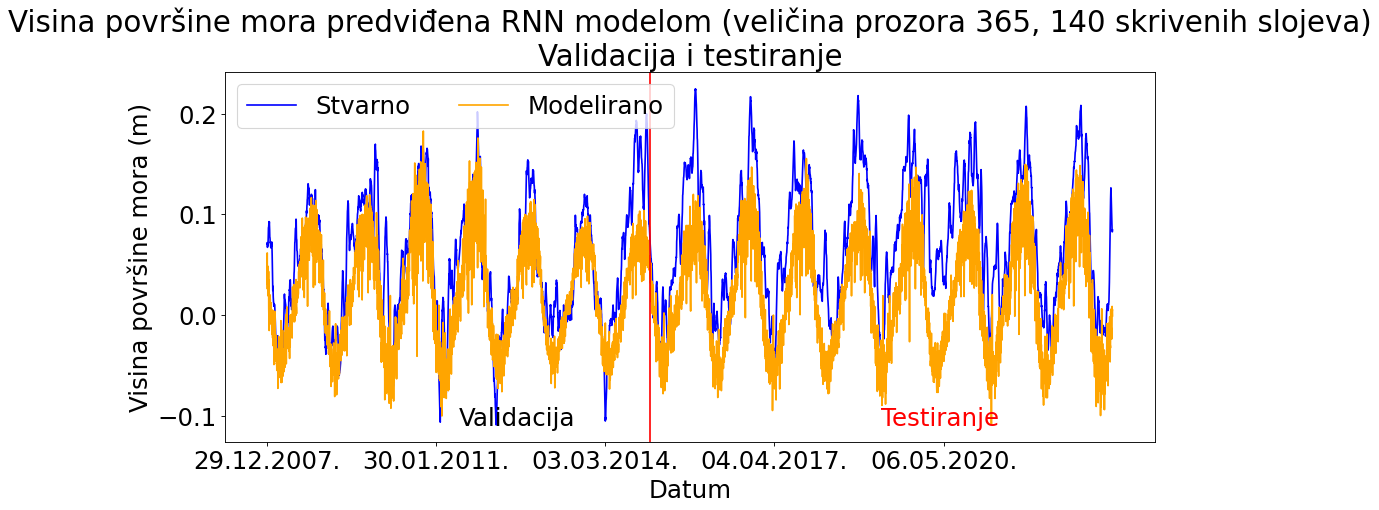 Visina površine mora predviđena RNN modelom (veličina prozora 365, 140 skrivenih slojeva)
Validacija i testiranje
Stvarno
Modelirano
Visina površine mora (m)
0.2
0.1
0.0
−0.1
Validacija
Testiranje
29.12.2007.
30.01.2011.
03.03.2014.
04.04.2017.
06.05.2020.
Datum